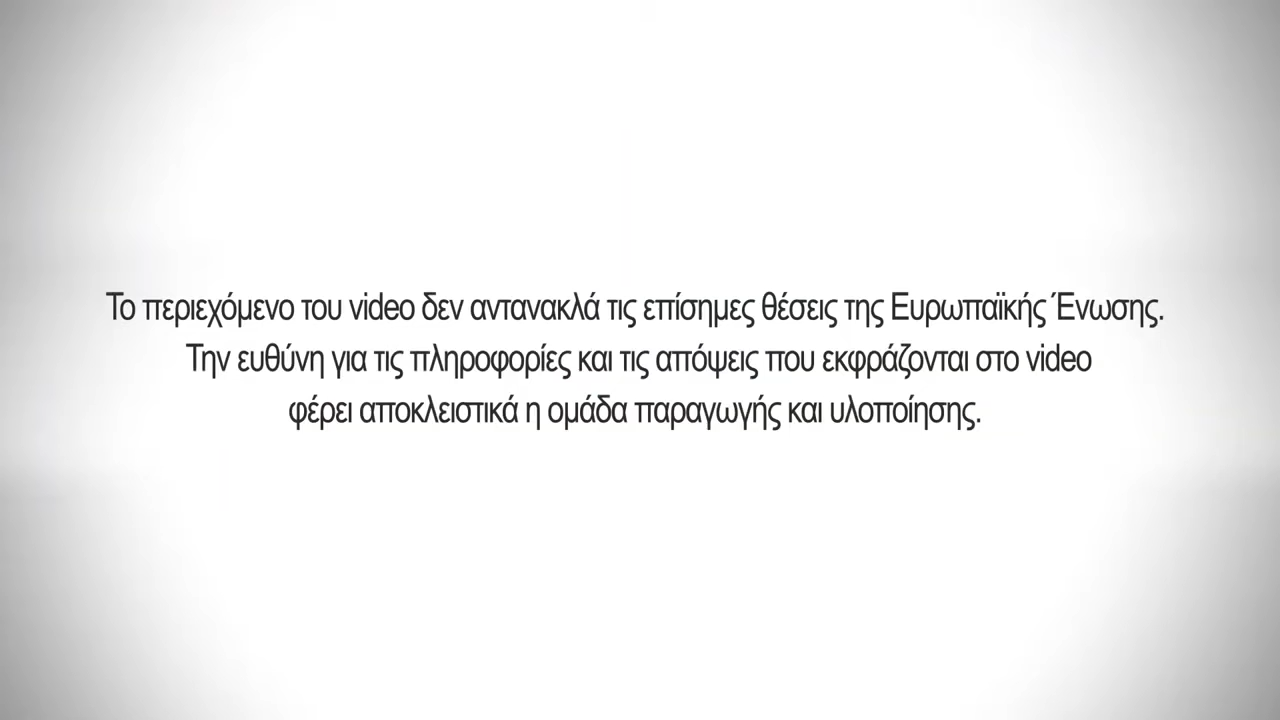 Το περιεχόμενο του video δεν αντανακλά τις επίσημες θέσεις της Ευρωπαϊκής Ένωσης.
Την ευθύνη για τις πληροφορίες και τις απόψεις που εκφράζονται στο video
φέρει αποκλειστικά η ομάδα παραγωγής και υλοποίησης.